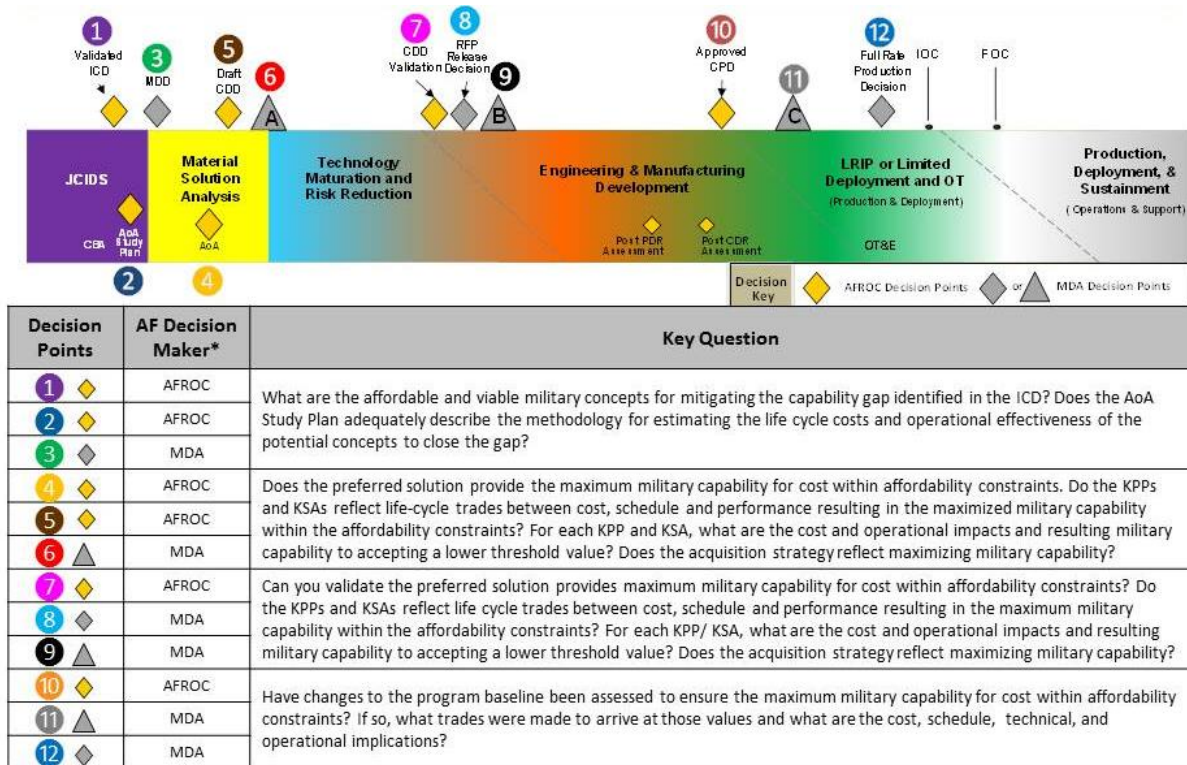 1
Validated
ICD
3
MDD
5
Draft
CDD
6
A
7
CDD
Validation
8
RFP
Release
Decision
9
B
10
Approved
CPD
11
C
12
Full Rate
Production
Decision
IOC
FOC
JCIDS
CBA
AoA
Study
Plan
2
Material
Solution
Analysis
AoA
4
Technology
Maturation and
Risk Reduction
Engineering & Manufacturing
Development
Post PDR
Assessment
Post CDR
Assessment
LRIP or Limited
Deployment and OT
(Production & Deployment)
OT&E
Production,
Deployment, &
Sustainment
( Operations & Support)
Decision
Key
AFROC Decision Points
or
MDA Decision Points
Decision
Points
AF Decision
Maker*
Key Question
1 AFROC
2 AFROC
3 MDA
What are the affordable and viable military concepts for mitigating the capability gap identified in the ICD? Does the AoA
Study Plan adequately describe the methodology for estimating the life cycle costs and operational effectiveness of the
potential concepts to close the gap?
4 AFROC
5 AFROC
6 MDA
Does the preferred solution provide the maximum military capability for cost within affordability constraints. Do the KPPs
and KSAs reflect life-cycle trades between cost, schedule and performance resulting in the maximized military capability
within the affordability constraints? For each KPP and KSA, what are the cost and operational impacts and resulting military
capability to accepting a lower threshold value? Does the acquisition strategy reflect maximizing military capability?
7 AFROC
8 MDA
9 MDA
Can you validate the preferred solution provides maximum military capability for cost within affordability constraints? Do
the KPPs and KSAs reflect life cycle trades between cost, schedule and performance resulting in the maximum military
capability within the affordability constraints? For each KPP/ KSA, what are the cost and operational impacts and resulting
military capability to accepting a lower threshold value? Does the acquisition strategy reflect maximizing military capability?
10 AFROC
11 MDA
12 MDA
Have changes to the program baseline been assessed to ensure the maximum military capability for cost within affordability
constraints? If so, what trades were made to arrive at those values and what are the cost, schedule, technical, and
operational implications?